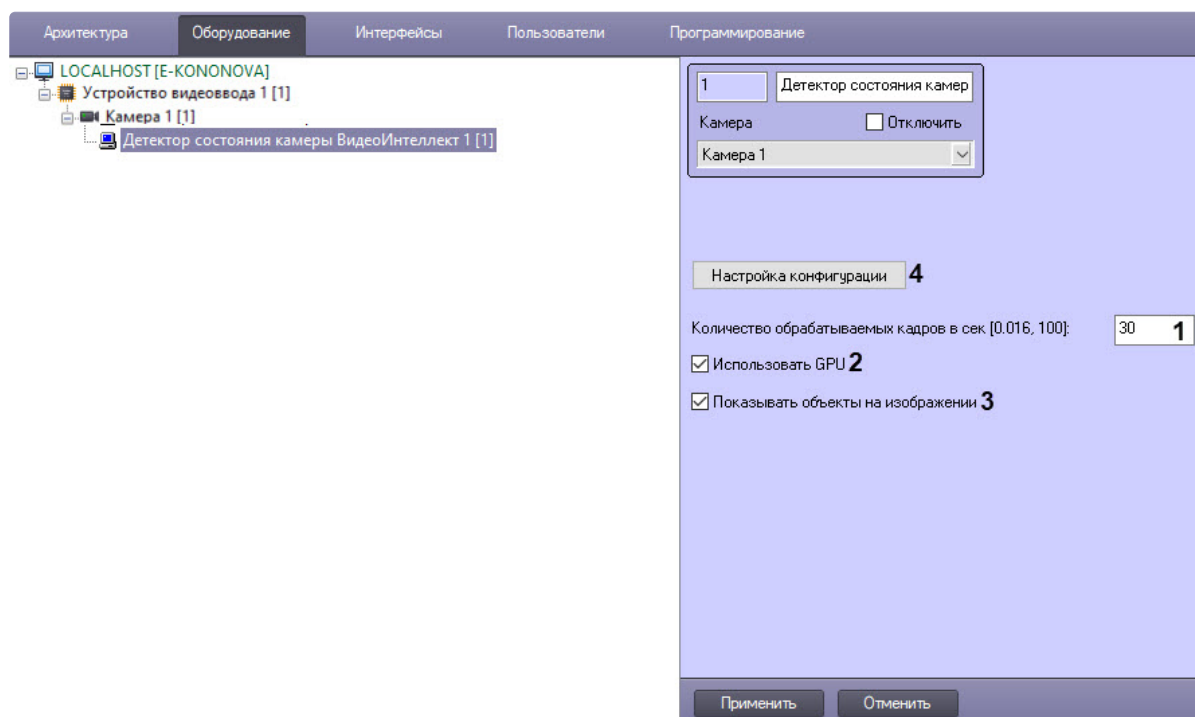 Архитектура Оборудование Интерфейсы Пользователи Программирование
LOCALHOST [E-KONONOVA]
Устройство видеоввода 1 [1]
Камера 1 [1]
Детектор состояния камеры ВидеоИнтеллект 1 [1]
1 Детектор состояния камер
Камера Отключить
Камера 1
Настройка конфигурации 4
Количество обрабатываемых кадров в сек [0.016, 100]: 30 1
Использовать GPU 2
Показывать объекты на изображении 3
Применить Отменить